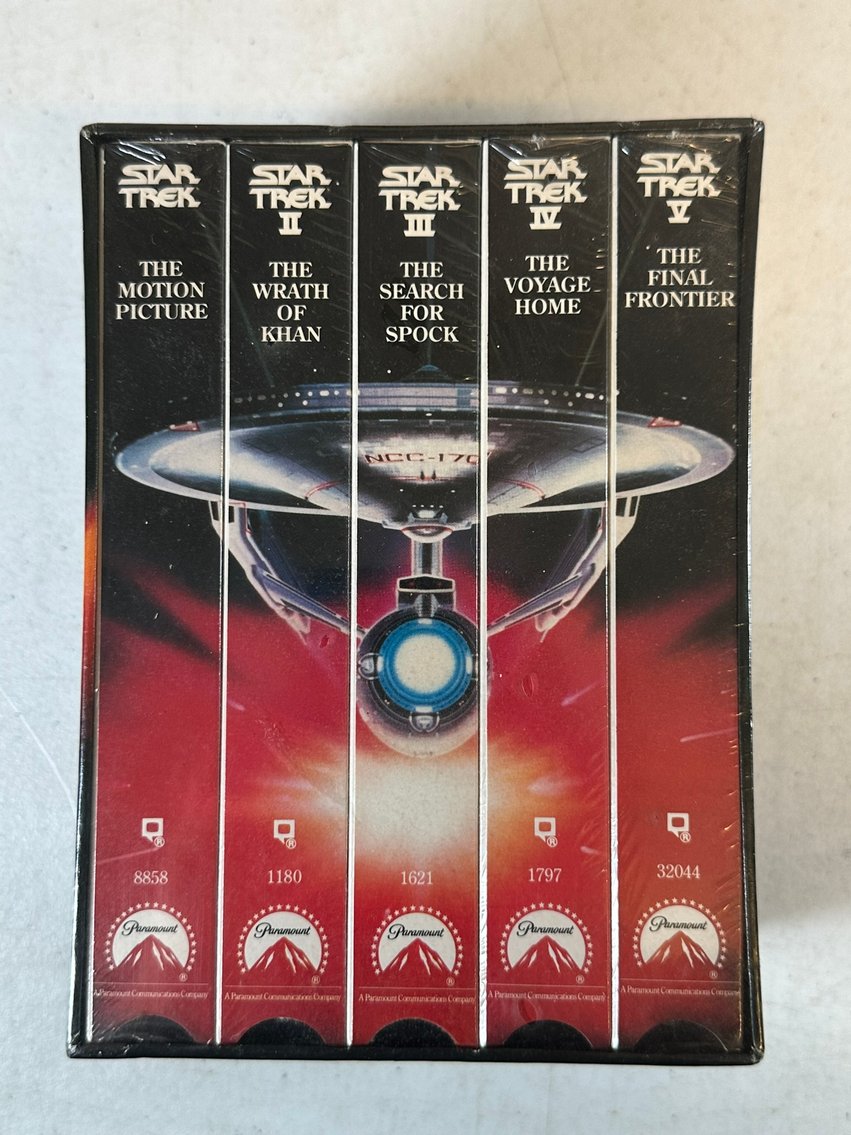 STAR
TREK
THE
MOTION
PICTURE
8858
Paramount
A Paramount Communications Company
STAR
TREK
II
THE
WRATH
OF
KHAN
1180
Paramount
A Paramount Communications Company
STAR
TREK
III
THE
SEARCH
FOR
SPOCK
NCC-170
1621
Paramount
A Paramount Communications Company
STAR
TREK
IV
THE
VOYAGE
HOME
1797
Paramount
A Paramount Communications Company
STAR
TREK
V
THE
FINAL
FRONTIER
32044
Paramount
A Paramount Communications Company